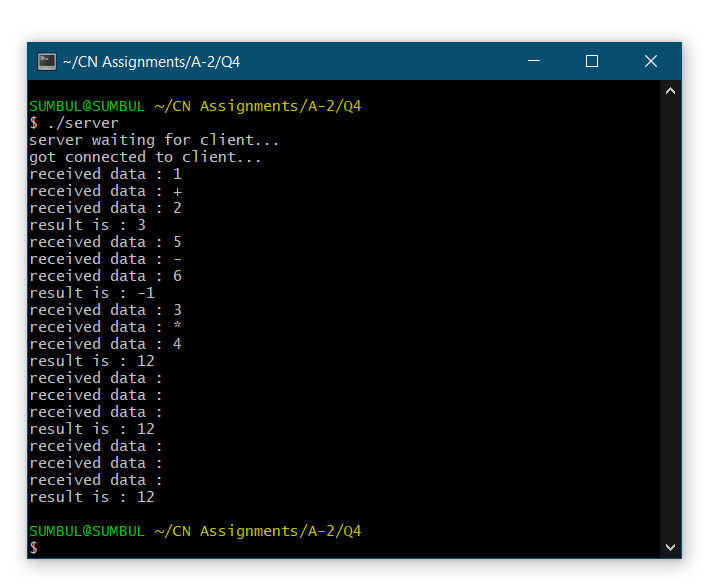 ~/CN Assignments/A-2/Q4
SUMBUL@SUMBUL ~/CN Assignments/A-2/Q4
$ ./server
server waiting for client...
got connected to client...
received data : 1
received data : +
received data : 2
result is : 3
received data : 5
received data : -
received data : 6
result is : -1
received data : 3
received data : *
received data : 4
result is : 12
received data :
received data :
received data :
result is : 12
received data :
received data :
received data :
result is : 12
SUMBUL@SUMBUL ~/CN Assignments/A-2/Q4
$